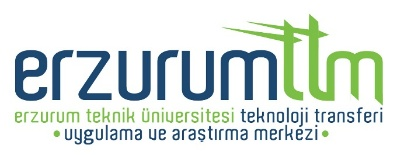 erzurumttm
erzurum teknik üniversitesi teknoloji transferi
• uygulama ve araştırma merkezi •